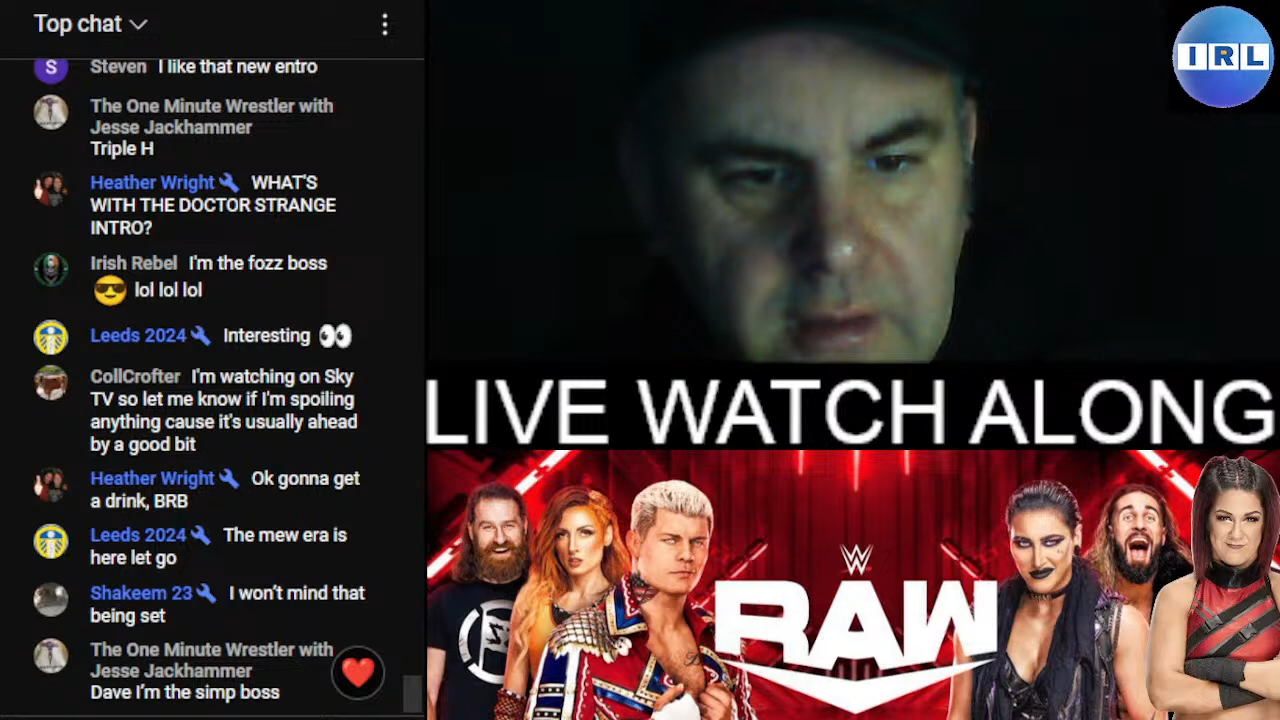 Top chat
S
Steven I like that new entro
The One Minute Wrestler with
Jesse Jackhammer
Triple H
Heather Wright WHAT'S
WITH THE DOCTOR STRANGE
INTRO?
Irish Rebel I'm the fozz boss
😎 lol lol lol
Leeds 2024 Interesting 👀
CollCrofter I'm watching on Sky
TV so let me know if I'm spoiling
anything cause it's usually ahead
by a good bit
Heather Wright Ok gonna get
a drink, BRB
Leeds 2024 The mew era is
here let go
Shakeem 23 I won't mind that
being set
The One Minute Wrestler with
Jesse Jackhammer
Dave I'm the simp boss
IRL
LIVE WATCH ALONG
W
RAW